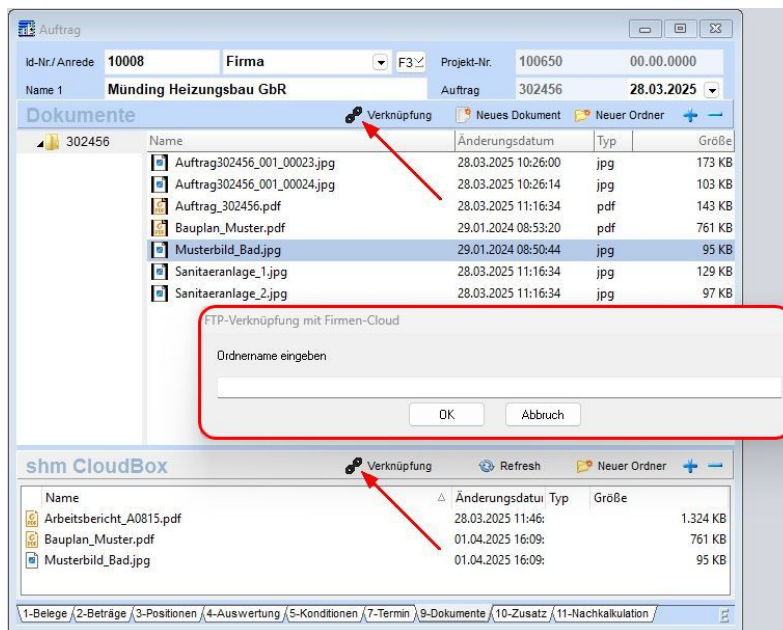 Auftrag
Id-Nr./ Anrede 10008 Firma F3 Projekt-Nr. 100650 00.00.0000
Name 1 Münding Heizungsbau GbR Auftrag 302456 28.03.2025
Dokumente Verknüpfung Neues Dokument Neuer Ordner
302456 Name Änderungsdatum Typ Größe
Auftrag302456_001_00023.jpg 28.03.2025 10:26:00 jpg 173 KB
Auftrag302456_001_00024.jpg 28.03.2025 10:26:14 jpg 103 KB
Auftrag_302456.pdf 28.03.2025 11:16:34 pdf 143 KB
Bauplan_Muster.pdf 29.01.2024 08:53:20 pdf 761 KB
Musterbild_Bad.jpg 29.01.2024 08:50:44 jpg 95 KB
Sanitaeranlage_1.jpg 28.03.2025 11:16:34 jpg 129 KB
Sanitaeranlage_2.jpg 28.03.2025 11:16:34 jpg 97 KB
FTP-Verknüpfung mit Firmen-Cloud
Ordnername eingeben
OK Abbruch
shm CloudBox Verknüpfung Refresh Neuer Ordner
Name Änderungsdatu Typ Größe
Arbeitsbericht_A0815.pdf 28.03.2025 11:46: 1.324 KB
Bauplan_Muster.pdf 01.04.2025 16:09: 761 KB
Musterbild_Bad.jpg 01.04.2025 16:09: 95 KB
1-Belege 2-Beträge 3-Positionen 4-Auswertung 5-Konditionen 7-Termin 9-Dokumente 10-Zusatz 11-Nachkalkulation